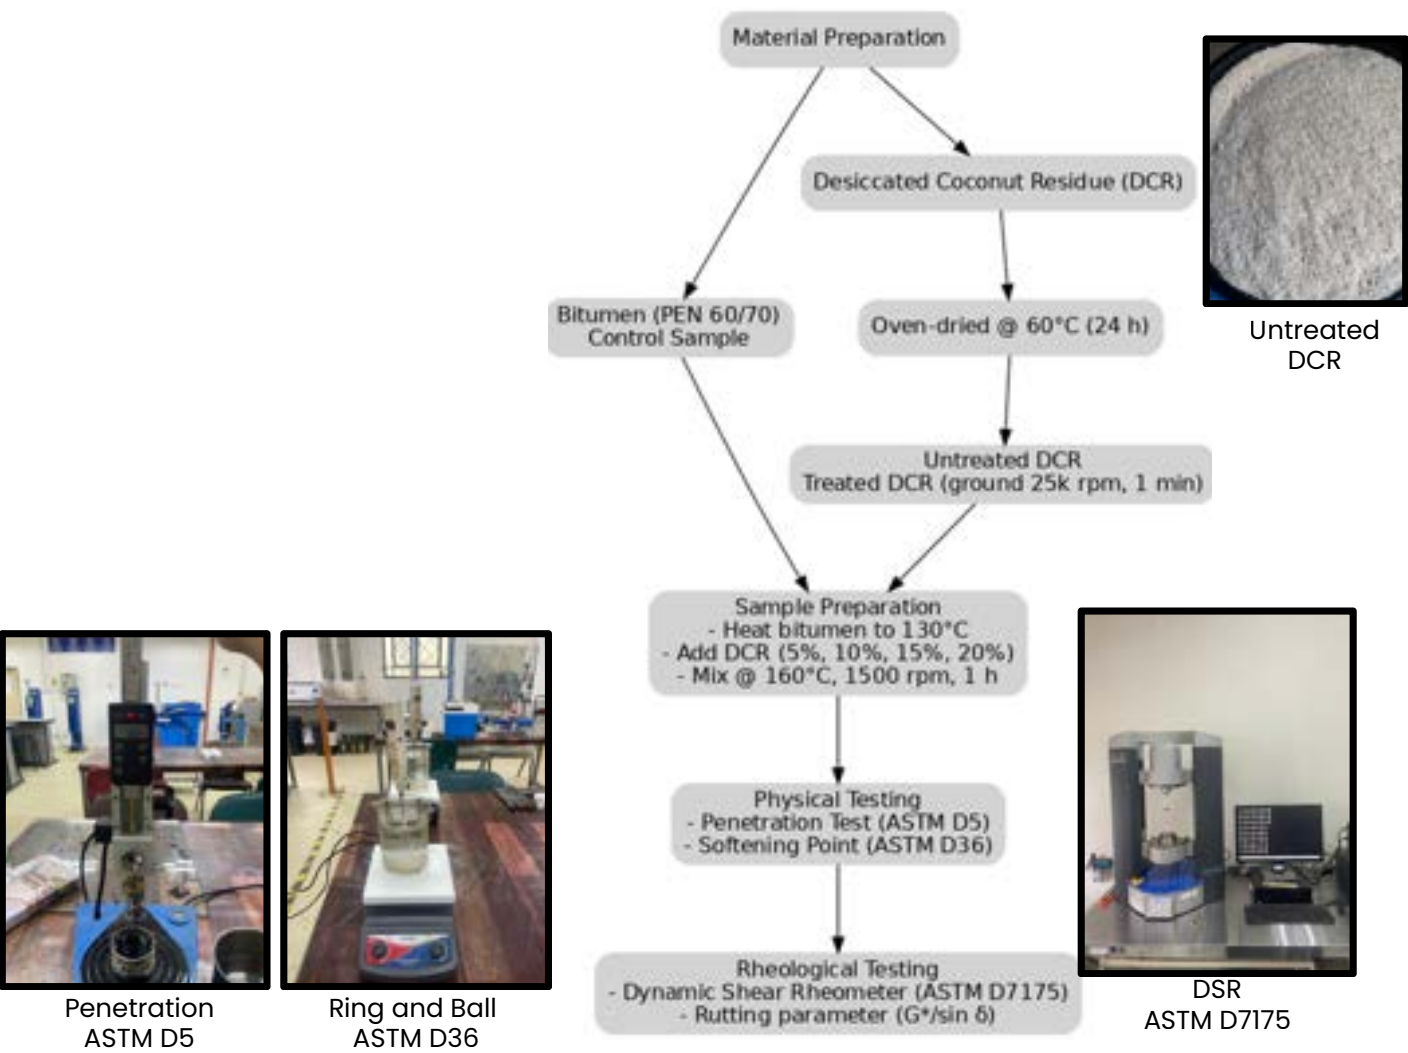 Material Preparation
Desiccated Coconut Residue (DCR)
Bitumen (PEN 60/70)
Control Sample
Oven-dried @ 60°C (24 h)
Untreated
DCR
Untreated DCR
Treated DCR (ground 25k rpm, 1 min)
Sample Preparation
- Heat bitumen to 130°C
- Add DCR (5%, 10%, 15%, 20%)
- Mix @ 160°C, 1500 rpm, 1 h
Physical Testing
- Penetration Test (ASTM D5)
- Softening Point (ASTM D36)
Rheological Testing
- Dynamic Shear Rheometer (ASTM D7175)
- Rutting parameter (G*/sin δ)
Penetration
ASTM D5
Ring and Ball
ASTM D36
DSR
ASTM D7175